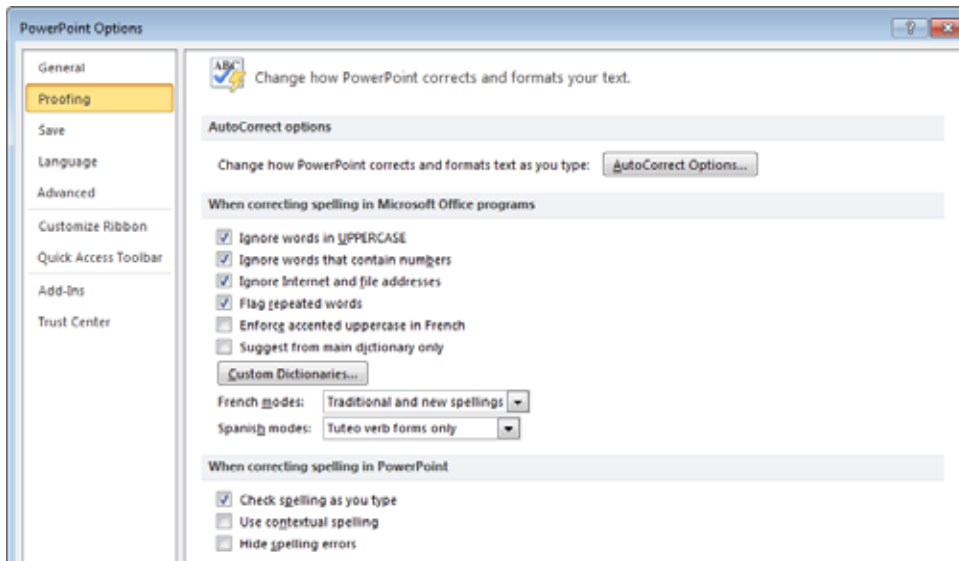 PowerPoint Options
General
Proofing
Save
Language
Advanced
Customize Ribbon
Quick Access Toolbar
Add-Ins
Trust Center
ABC
Change how PowerPoint corrects and formats your text.
AutoCorrect options
Change how PowerPoint corrects and formats text as you type: AutoCorrect Options...
When correcting spelling in Microsoft Office programs
Ignore words in UPPERCASE
Ignore words that contain numbers
Ignore Internet and file addresses
Flag repeated words
Enforce accented uppercase in French
Suggest from main dictionary only
Custom Dictionaries...
French modes: Traditional and new spellings
Spanish modes: Tuteo verb forms only
When correcting spelling in PowerPoint
Check spelling as you type
Use contextual spelling
Hide spelling errors